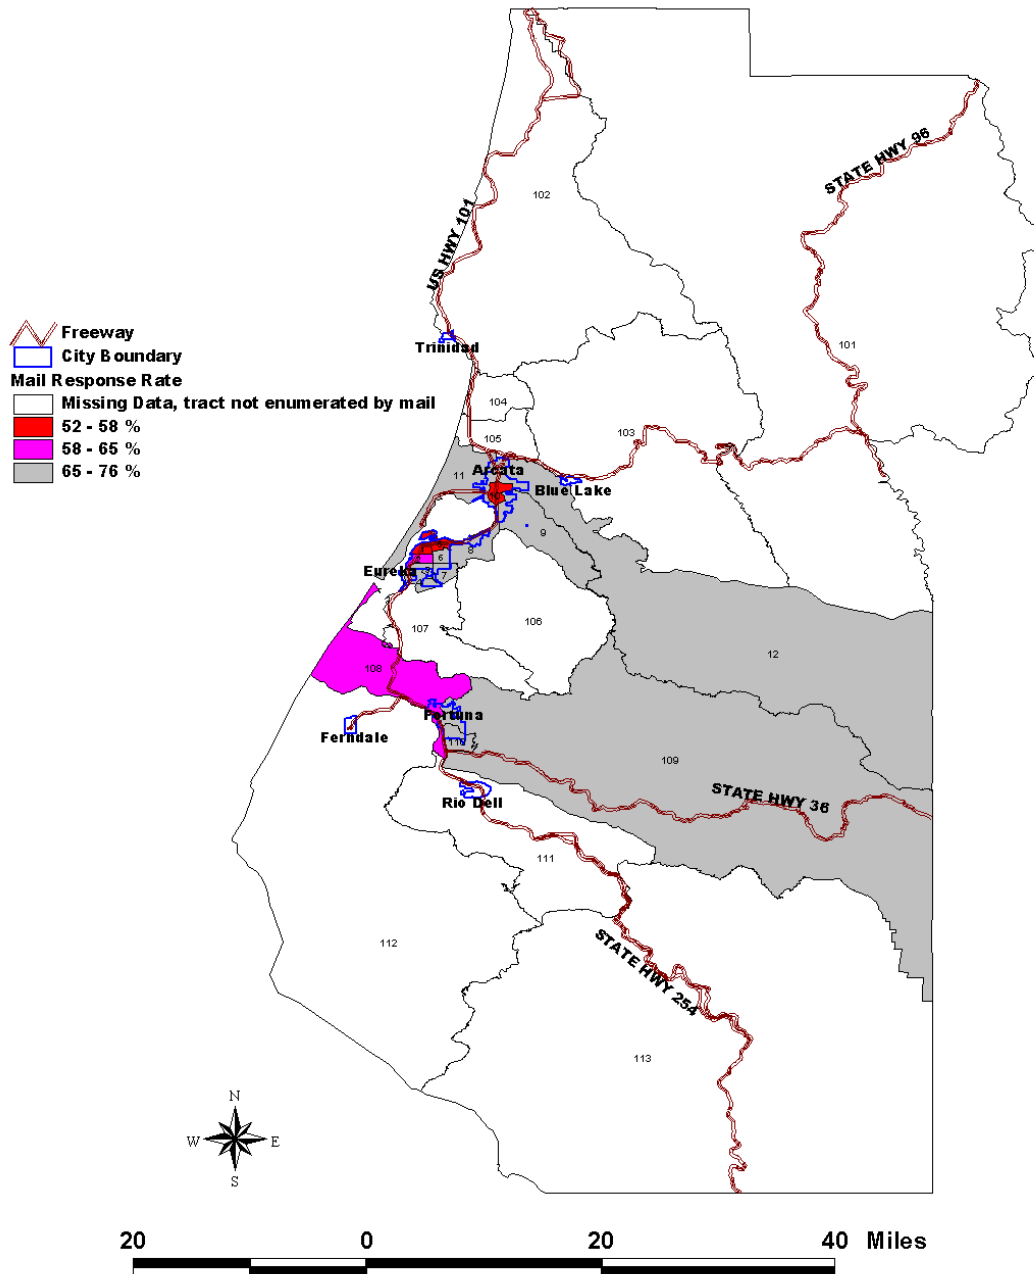 STATE HWY 96
102
US HWY 101
Freeway
City Boundary
Trinidad
101
Mail Response Rate
Missing Data, tract not enumerated by mail
104
52 - 58 %
103
58 - 65 %
105
65 - 76 %
Arcata
11
Blue Lake
10
9
8
6
Eureka
7
106
107
12
108
Fortuna
Ferndale
109
STATE HWY 36
Rio Dell
111
112
STATE HWY 254
113
N
W
E
S
20 0 20 40 Miles